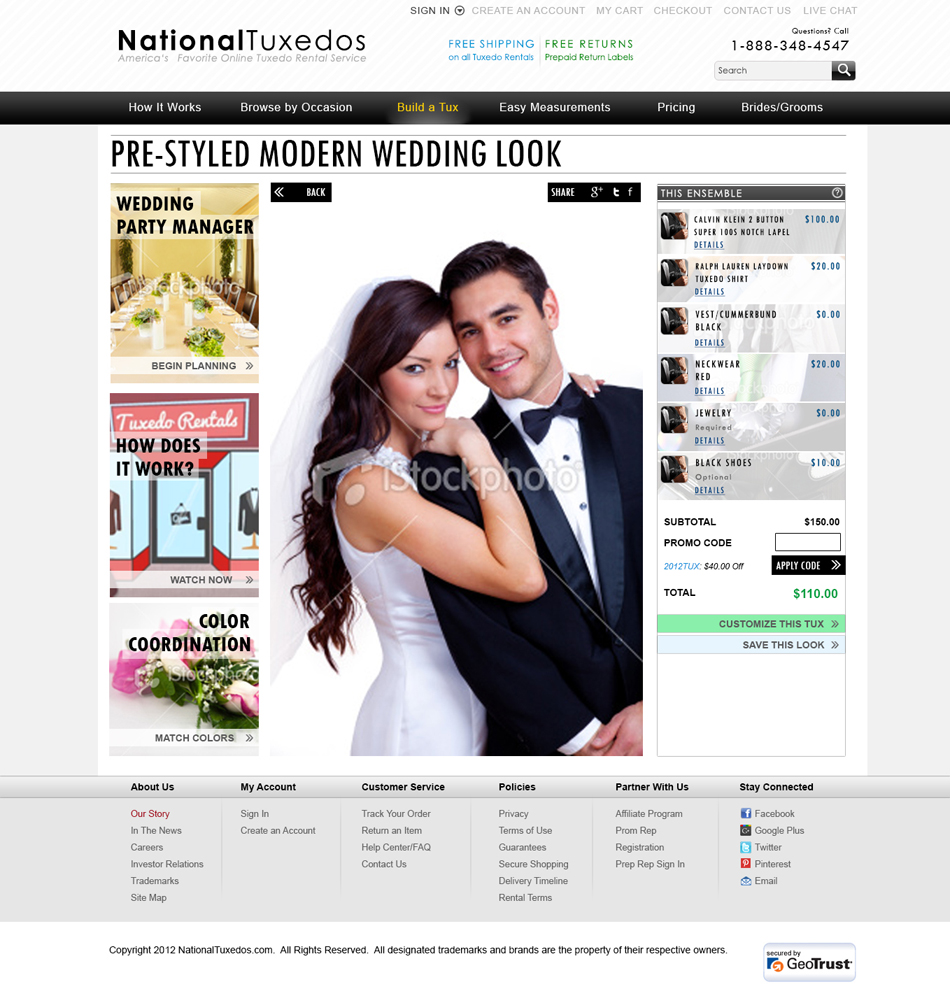 SIGN IN CREATE AN ACCOUNT MY CART CHECKOUT CONTACT US LIVE CHAT
NationalTuxedos
America's Favorite Online Tuxedo Rental Service
FREE SHIPPING
on all Tuxedo Rentals
FREE RETURNS
Prepaid Return Labels
Questions? Call
1-888-348-4547
Search
How It Works Browse by Occasion Build a Tux Easy Measurements Pricing Brides/Grooms
PRE-STYLED MODERN WEDDING LOOK
WEDDING
PARTY MANAGER
iStockphoto
BEGIN PLANNING
Tuxedo Rentals
HOW DOES
IT WORK?
WATCH NOW
COLOR
COORDINATION
iStockphoto
MATCH COLORS
BACK
SHARE
iStockphoto
THIS ENSEMBLE
CALVIN KLEIN 2 BUTTON $100.00
SUPER 100S NOTCH LAPEL
DETAILS
RALPH LAUREN LAYDOWN $20.00
TUXEDO SHIRT
DETAILS
VEST/CUMMERBUND $0.00
BLACK
DETAILS
NECKWEAR $20.00
RED
DETAILS
JEWELRY $0.00
Required
DETAILS
BLACK SHOES $10.00
Optional
DETAILS
SUBTOTAL $150.00
PROMO CODE
2012TUX: $40.00 Off APPLY CODE
TOTAL $110.00
CUSTOMIZE THIS TUX
SAVE THIS LOOK
About Us
Our Story
In The News
Careers
Investor Relations
Trademarks
Site Map
My Account
Sign In
Create an Account
Customer Service
Track Your Order
Return an Item
Help Center/FAQ
Contact Us
Policies
Privacy
Terms of Use
Guarantees
Secure Shopping
Delivery Timeline
Rental Terms
Partner With Us
Affiliate Program
Prom Rep
Registration
Prep Rep Sign In
Stay Connected
Facebook
Google Plus
Twitter
Pinterest
Email
Copyright 2012 NationalTuxedos.com. All Rights Reserved. All designated trademarks and brands are the property of their respective owners.
secured by
GeoTrust